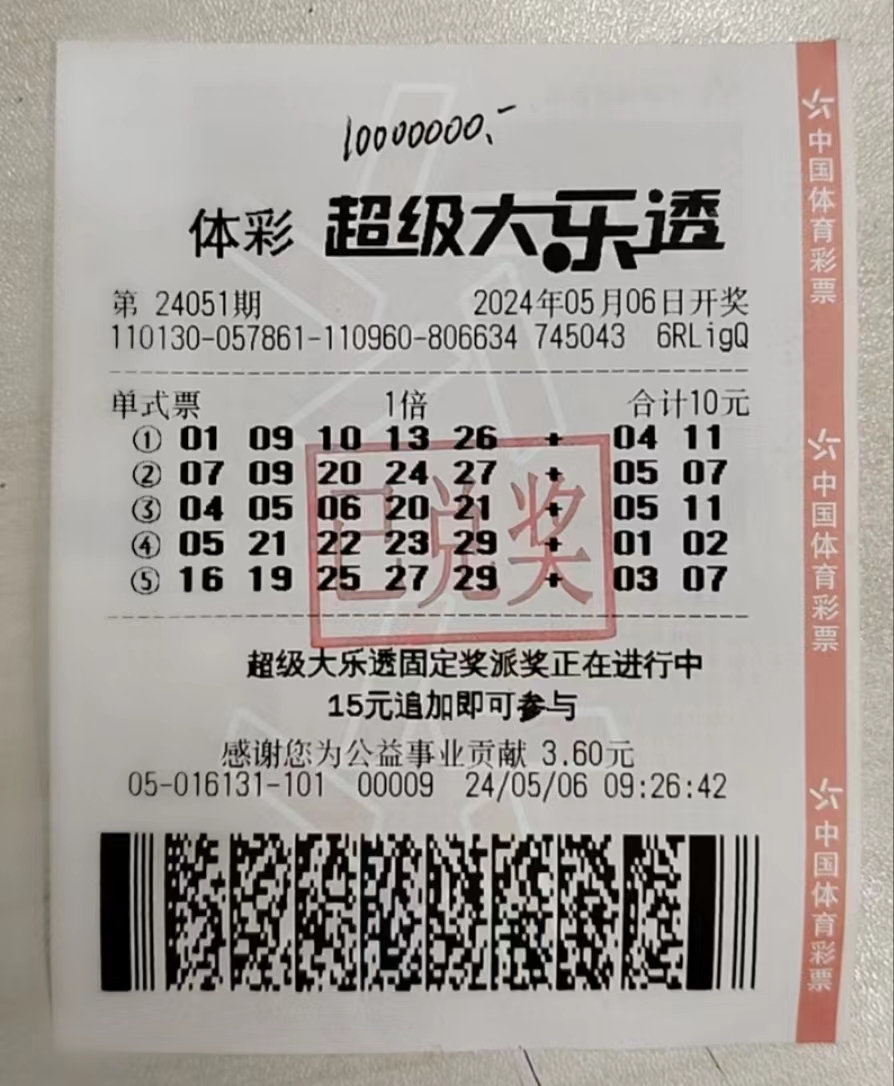 10000000.-
体彩 超级大乐透
第 24051期 2024年05月06日开奖
110130-057861-110960-806634 745043 6RLigQ
单式票 1倍 合计10元
① 01 09 10 13 26 + 04 11
② 07 09 20 24 27 + 05 07
③ 04 05 06 20 21 + 05 11
④ 05 21 22 23 29 + 01 02
⑤ 16 19 25 27 29 + 03 07
已兑奖
超级大乐透固定奖派奖正在进行中
15元追加即可参与
感谢您为公益事业贡献 3.60元
05-016131-101 00009 24/05/06 09:26:42
中国体育彩票
中国体育彩票
中国体育彩票